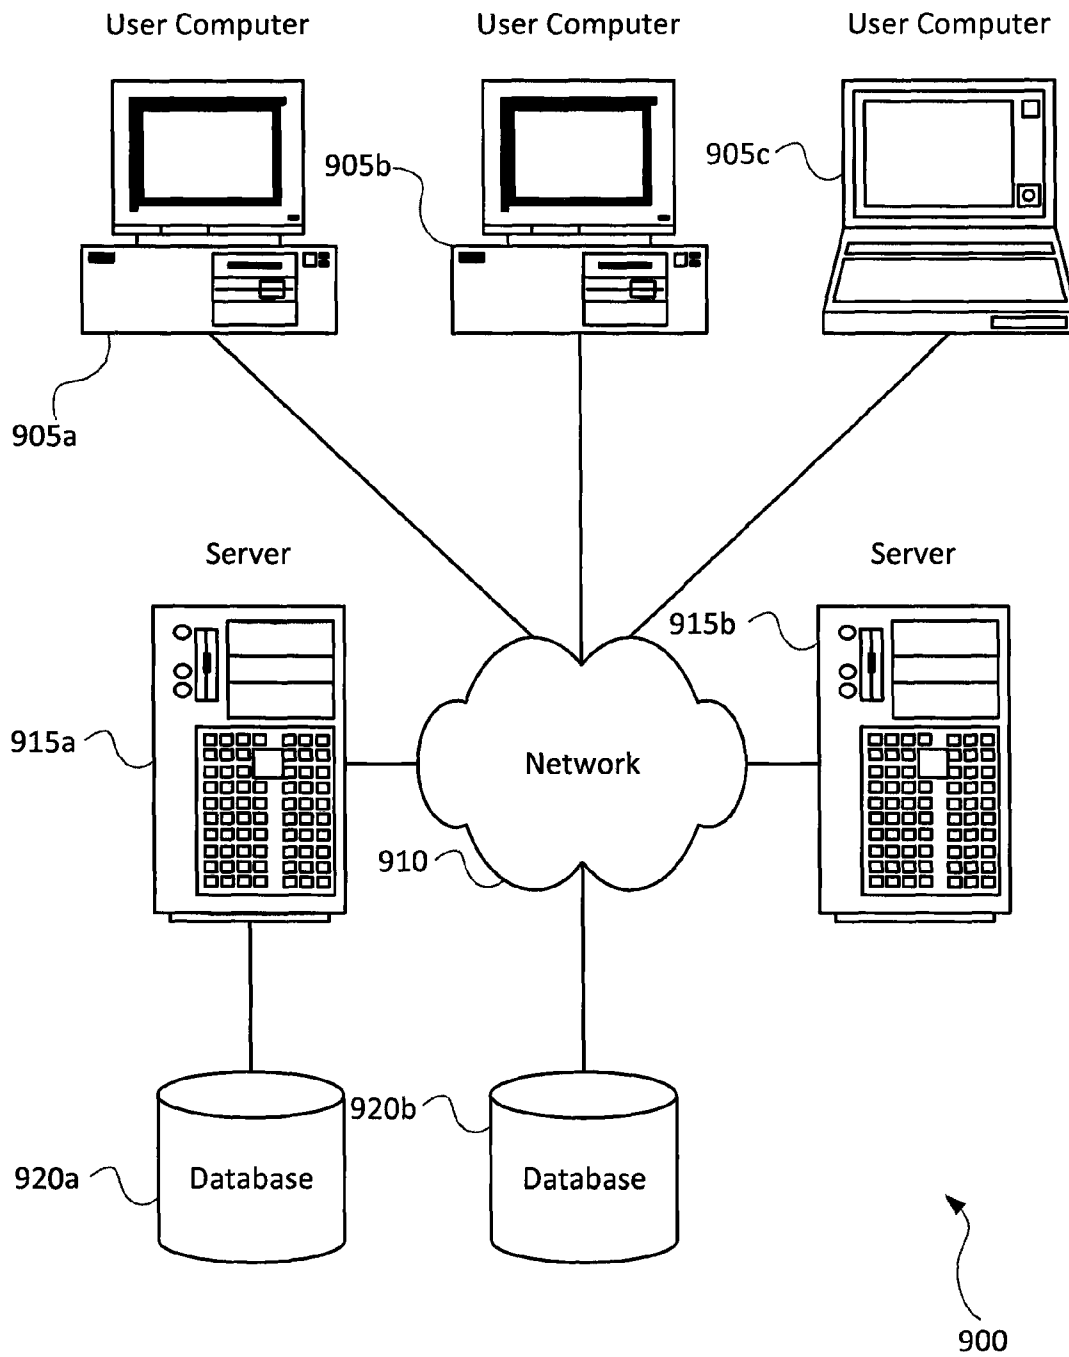 User Computer
User Computer
User Computer
905b
905c
905a
Server
Server
915b
915a
Network
910
920b
920a
Database
Database
900